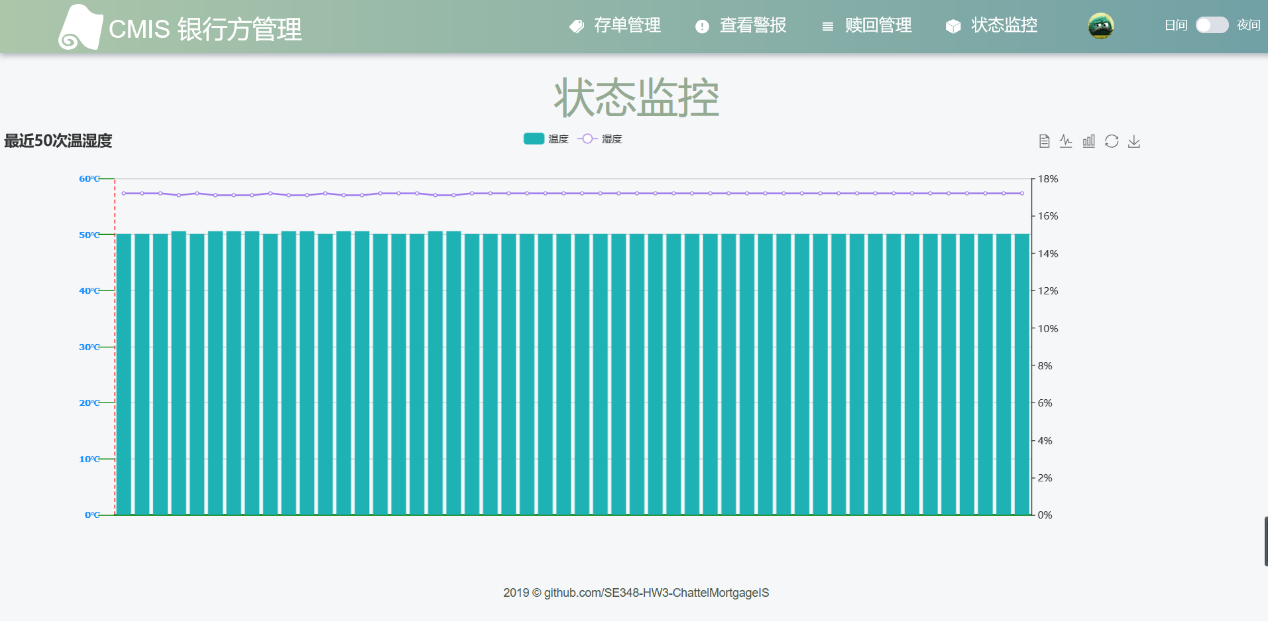 CMIS 银行方管理
存单管理
查看警报
赎回管理
状态监控
日间
夜间
状态监控
最近50次温湿度
温度
湿度
60℃
50℃
40℃
30℃
20℃
10℃
0℃
18%
16%
14%
12%
10%
8%
6%
4%
2%
0%
2019 © github.com/SE348-HW3-ChattelMortgageIS